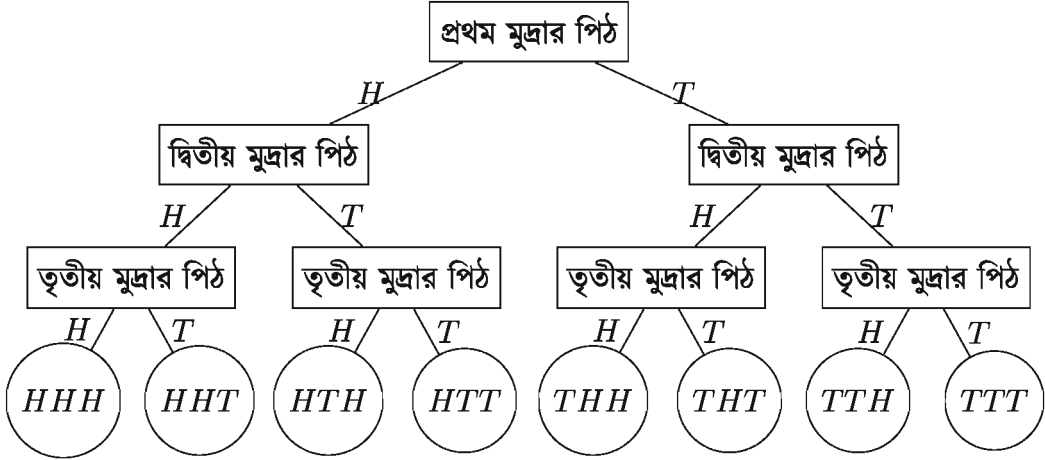 প্রথম মুদ্রার পিঠ
H T
দ্বিতীয় মুদ্রার পিঠ দ্বিতীয় মুদ্রার পিঠ
H T H T
তৃতীয় মুদ্রার পিঠ তৃতীয় মুদ্রার পিঠ তৃতীয় মুদ্রার পিঠ তৃতীয় মুদ্রার পিঠ
H T H T H T H T
HHH HHT HTH HTT THH THT TTH TTT